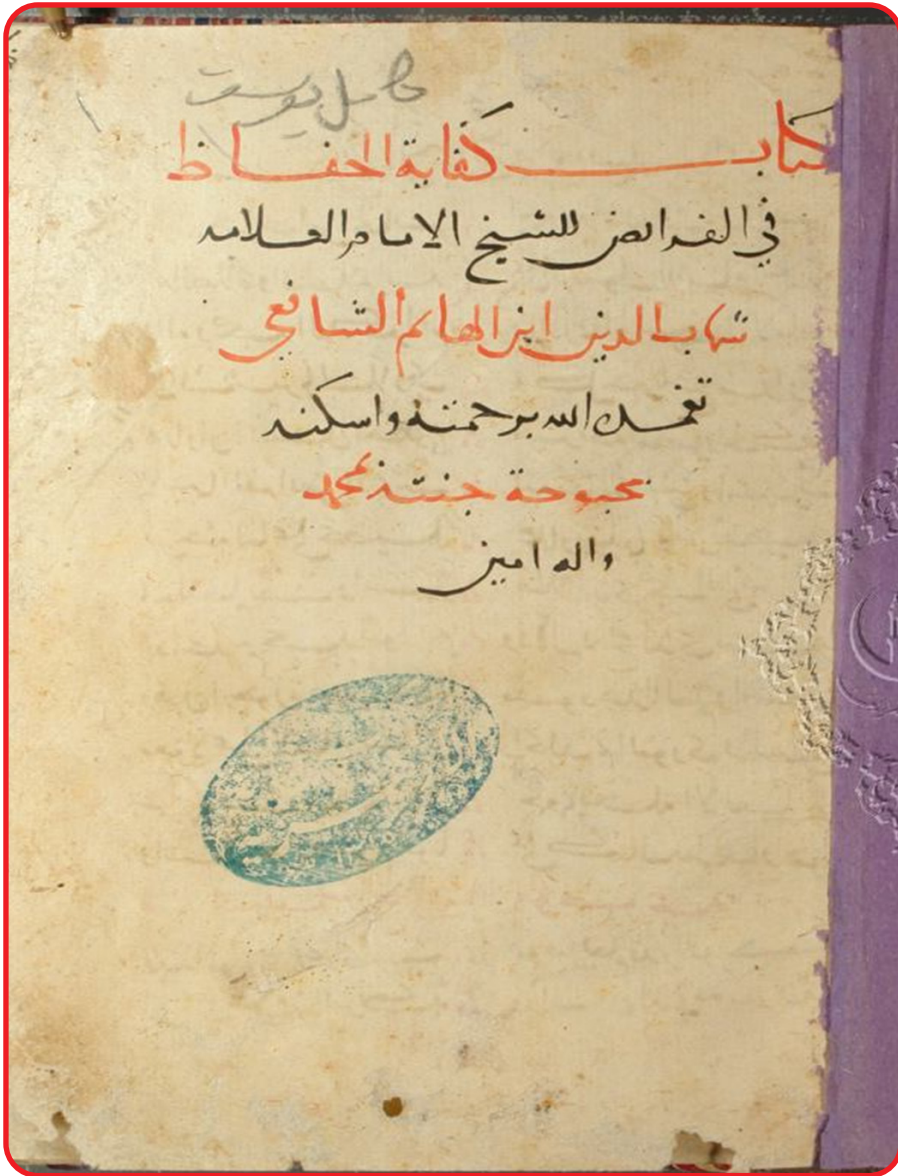 كتاب كفاية الحفاظ
في الفرائض للشيخ الامام العلامه
شهاب الدين ابن الهائم الشافعي
تغمده الله برحمته واسكنه
بحبوحة جنته بمحمد
واله امين